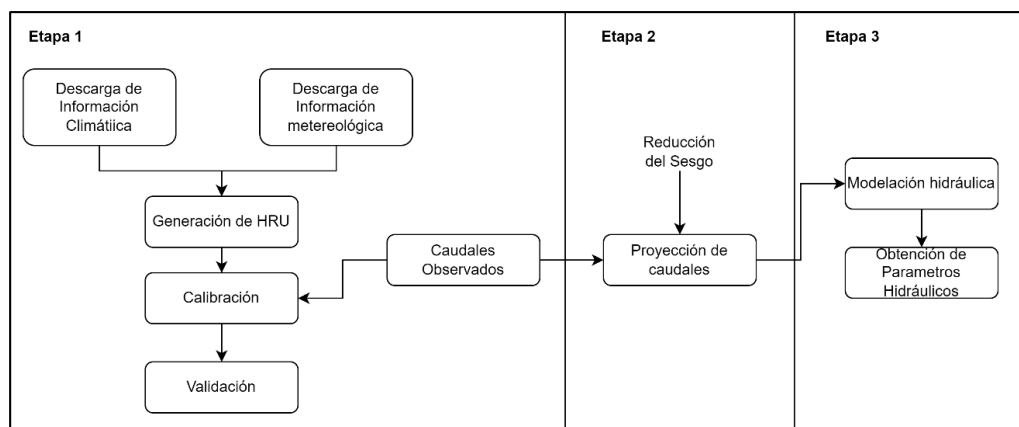 Etapa 1
Descarga de
Información
Climátiica
Descarga de
Información
metereológica
Generación de HRU
Calibración
Validación
Caudales
Observados
Etapa 2
Reducción
del Sesgo
Proyección de
caudales
Etapa 3
Modelación hidráulica
Obtención de
Parametros
Hidráulicos